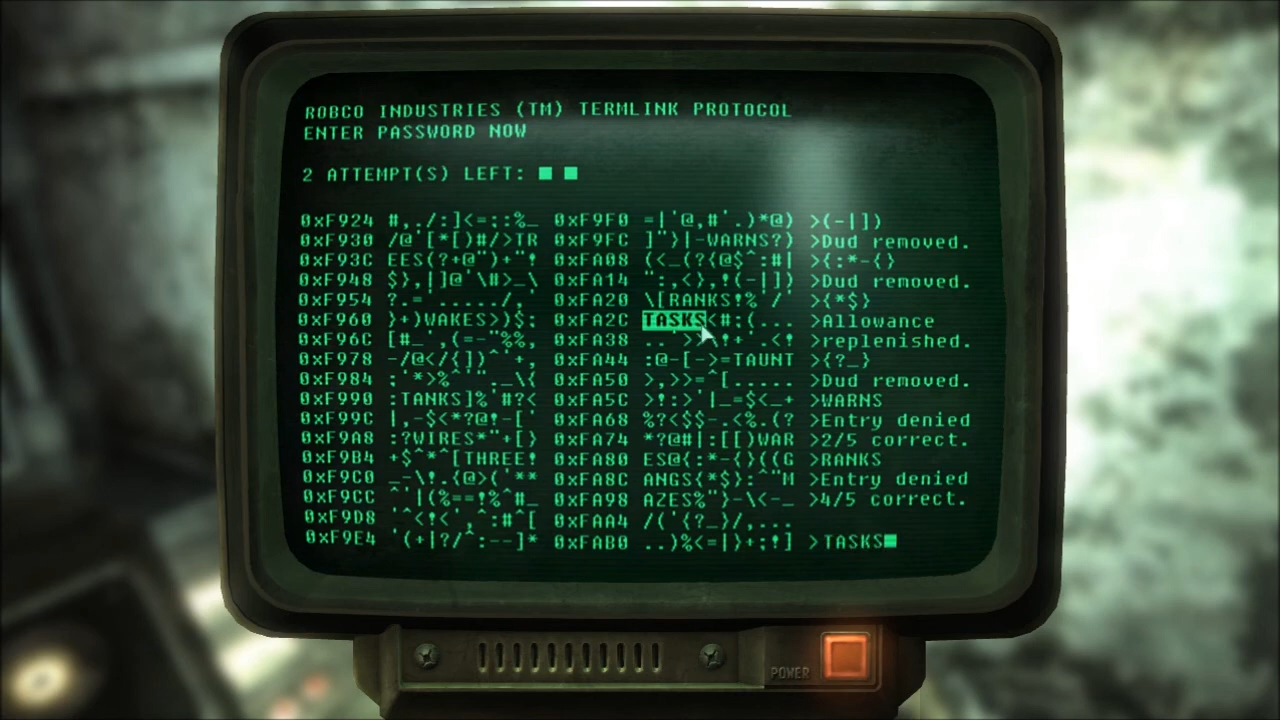 ROBCO INDUSTRIES (TM) TERMLINK PROTOCOL
ENTER PASSWORD NOW
2 ATTEMPT(S) LEFT: ■ ■
0xF924 #,./:]<=;:%_ 0xF9F0 =|'@,#'.)*@) >(-|])
0xF930 /@"[*[)#/>TR 0xF9FC ]"}|-WARNS?) >Dud removed.
0xF93C EES(?+@")+"! 0xFA08 (<_(?{@$^:#| >{:*-{}
0xF948 $},|]@'\#>_\ 0xFA14 ":,<},!(-|]) >Dud removed.
0xF954 ?.='...../,' 0xFA20 \[RANKS!%'/' >{*$}
0xF960 }+)WAKES>)$; 0xFA2C TASKS<#;(... >Allowance
0xF96C [#_',(=-"%%, 0xFA38 ..'>>\!+'.<! >replenished.
0xF978 -/@</{])^'+, 0xFA44 :@-[->=TAUNT >{?_}
0xF984 ;'*>%^'"._\{ 0xFA50 >,>>=^[..... >Dud removed.
0xF990 :TANKS]%'#?< 0xFA5C >!:>'|_=$<_+ >WARNS
0xF99C |,-$<*?@!-[' 0xFA68 %?<$$-.<%.(? >Entry denied
0xF9A8 :?WIRES*"+[} 0xFA74 *?@#|:[[)WAR >2/5 correct.
0xF9B4 +$^*^[THREE! 0xFA80 ES@{:*-{}((G >RANKS
0xF9C0 _-\!.{@>('** 0xFA8C ANGS{*$}:^"M >Entry denied
0xF9CC ^'|(%==!%^#_ 0xFA98 AZES%"}-\<-_ >4/5 correct.
0xF9D8 '^<!<',^:#^[ 0xFAA4 /('{?_}/,...
0xF9E4 '(+|?/^:--]* 0xFAB0 ..)%<=|}+;!] >TASKS■
POWER